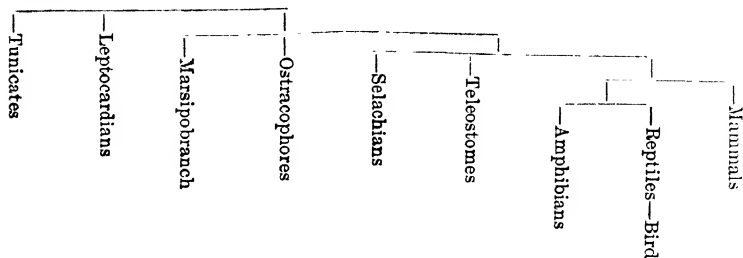 Mammals
Reptiles—Bird
Amphibians
Teleostomes
Selachians
Ostracophores
Marsipobranch
Leptocardians
Tunicates